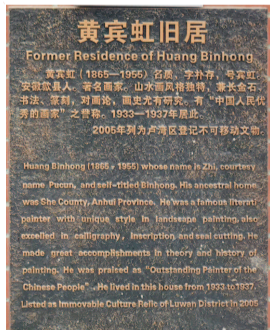 黄宾虹旧居
Former Residence of Huang Binhong
黄宾虹（1865—1955）名质，字朴存，号宾虹，
安徽歙县人，著名画家，山水画风格独特，兼长金石、
书法、篆刻，对画论，画史尤有研究，有“中国人民优
秀的画家”之誉称，1933—1937年居此。
2005年列为卢湾区登记不可移动文物
Huang Binhong (1865 - 1955) whose name is Zhi, courtesy
name Pucun, and self-titled Binhong. His ancestral home
was She County, Anhui Province. He was a famous literati
painter with unique style in landscape painting, also
excelled in calligraphy, inscription and seal cutting. He
made great accomplishments in theory and history of
painting. He was praised as “Outstanding Painter of the
Chinese People”. He lived in this house from 1933 to 1937.
Listed as Immovable Culture Relic of Luwan District in 2005